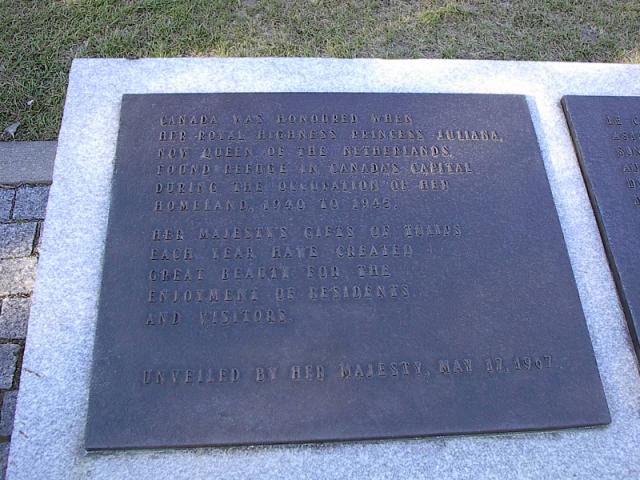 CANADA WAS HONOURED WHEN
HER ROYAL HIGHNESS PRINCESS JULIANA,
NOW QUEEN OF THE NETHERLANDS,
FOUND REFUGE IN CANADA'S CAPITAL
DURING THE OCCUPATION OF HER
HOMELAND, 1940 TO 1945.
HER MAJESTY'S GIFTS OF TULIPS
EACH YEAR HAVE CREATED
GREAT BEAUTY FOR THE
ENJOYMENT OF RESIDENTS
AND VISITORS.
UNVEILED BY HER MAJESTY, MAY 17, 1967.
LE